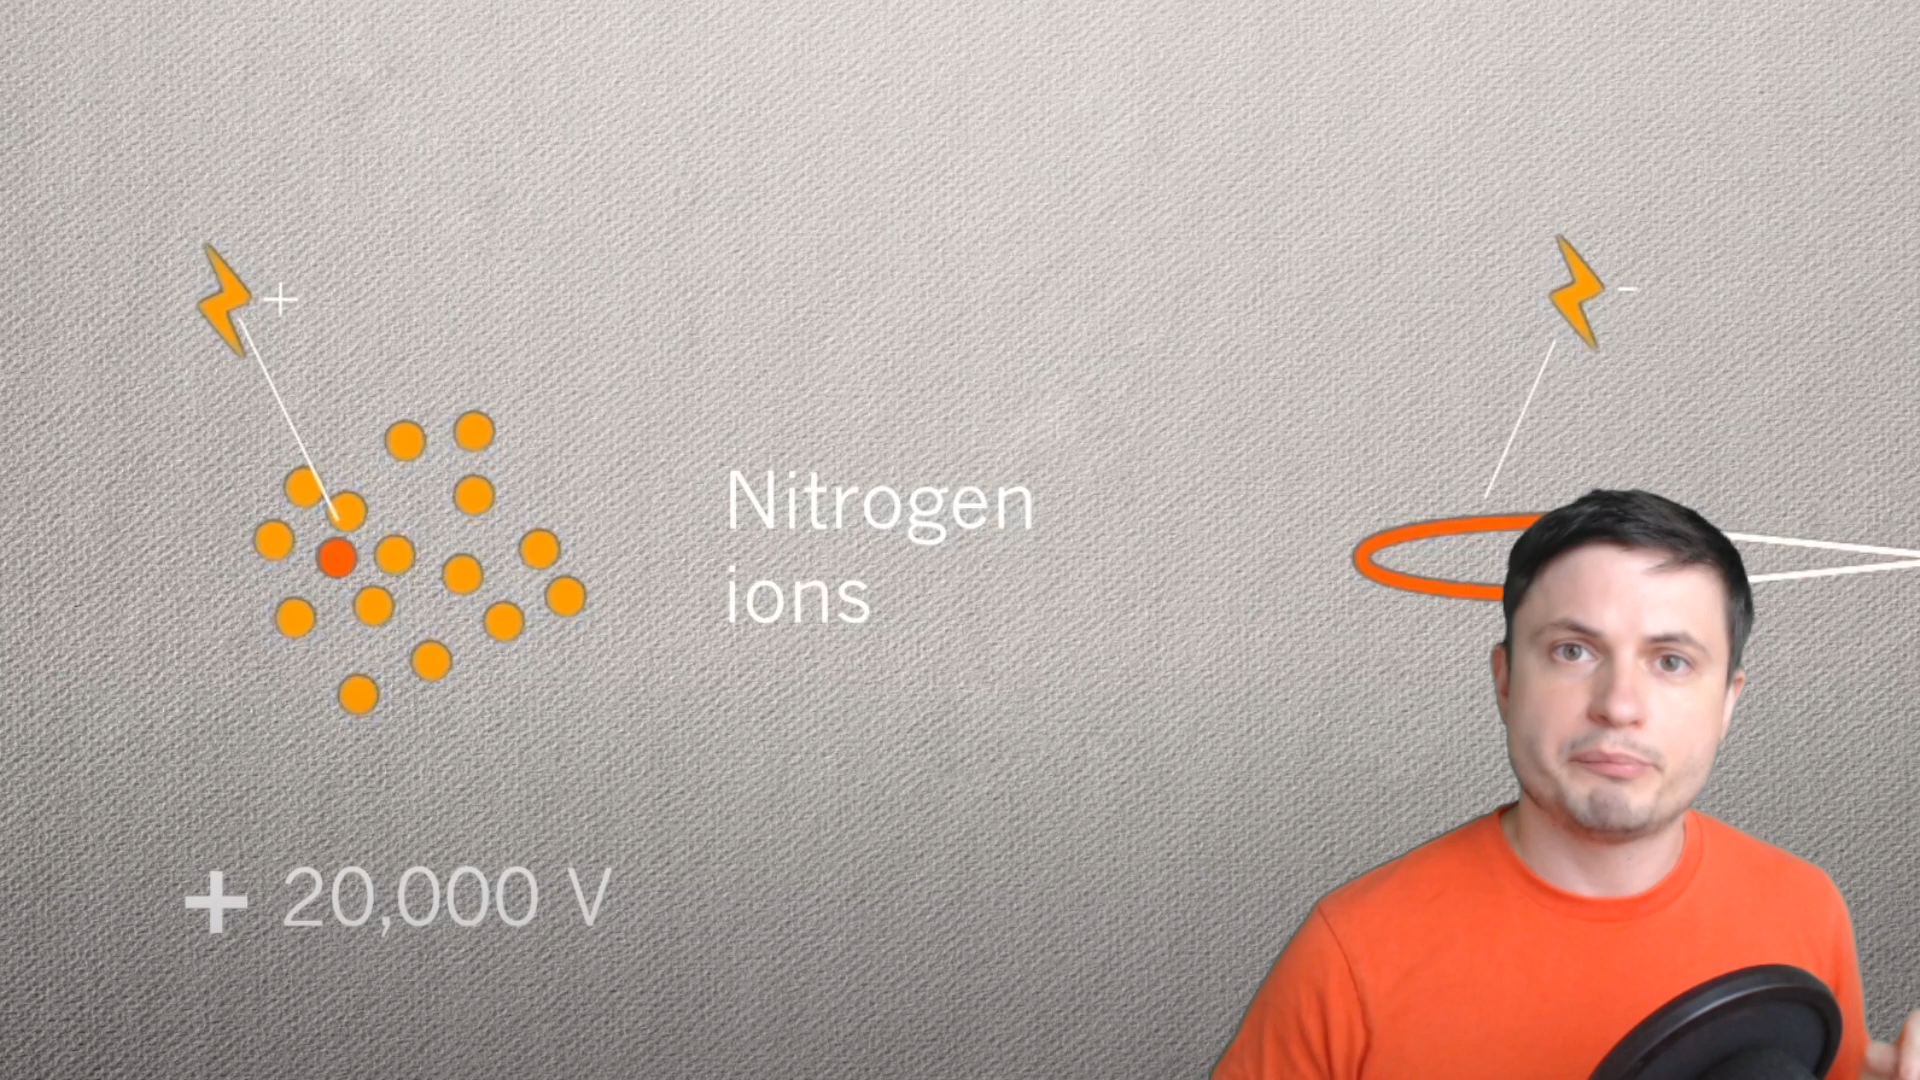 +
-
Nitrogen
ions
+ 20,000 V